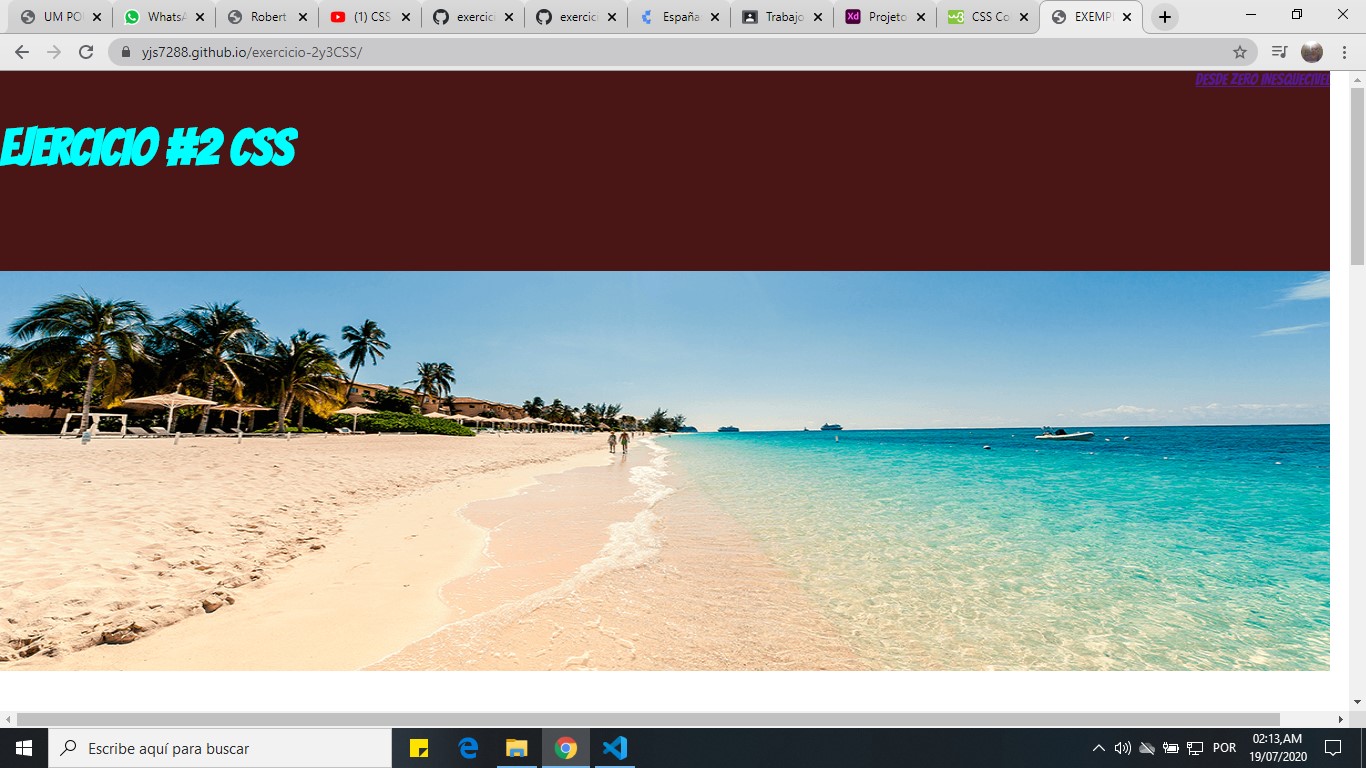 UM PO
WhatsA
Robert
(1) CSS
exercic
exercic
España
Trabajo
Projeto
CSS Co
EXEMP
yjs7288.github.io/exercicio-2y3CSS/
DESDE ZERO INESQUECIVEL
EJERCICIO #2 CSS
Escribe aquí para buscar
POR
02:13,AM
19/07/2020